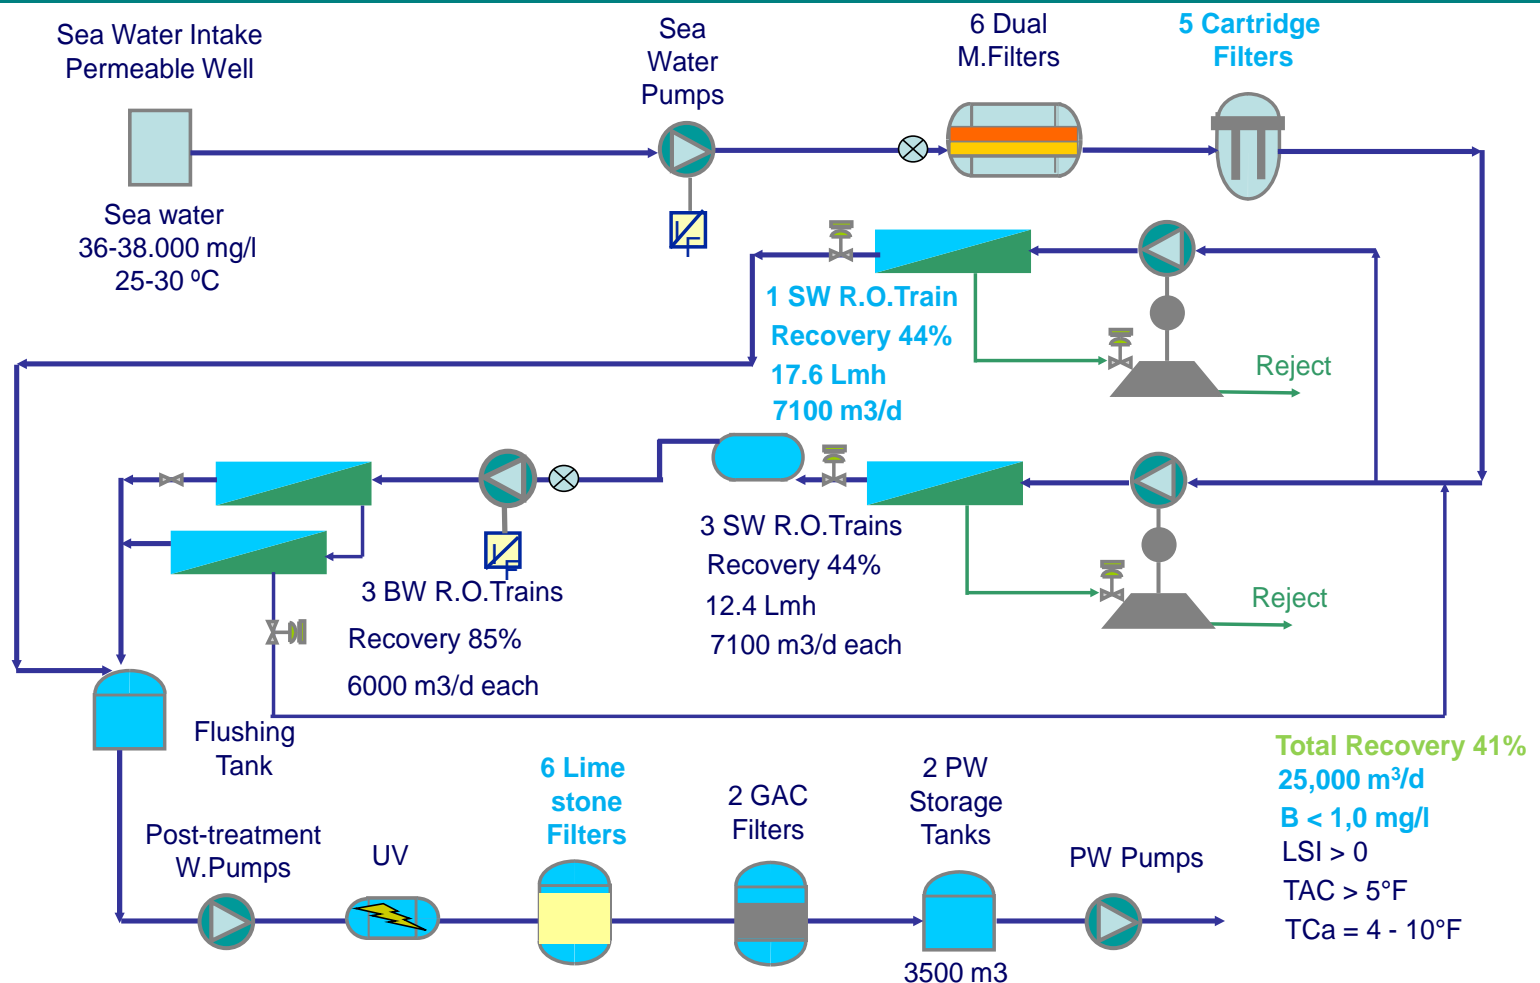 Sea Water Intake
Permeable Well
Sea
Water
Pumps
6 Dual
M.Filters
5 Cartridge
Filters
Sea water
36-38.000 mg/l
25-30 ºC
I
F
1 SW R.O.Train
Recovery 44%
17.6 Lmh
7100 m3/d
Reject
3 SW R.O.Trains
Recovery 44%
12.4 Lmh
7100 m3/d each
Reject
I
F
3 BW R.O.Trains
Recovery 85%
6000 m3/d each
Flushing
Tank
Total Recovery 41%
25,000 m³/d
B < 1,0 mg/l
LSI > 0
TAC > 5°F
TCa = 4 - 10°F
Post-treatment
W.Pumps
UV
6 Lime
stone
Filters
2 GAC
Filters
2 PW
Storage
Tanks
PW Pumps
3500 m3